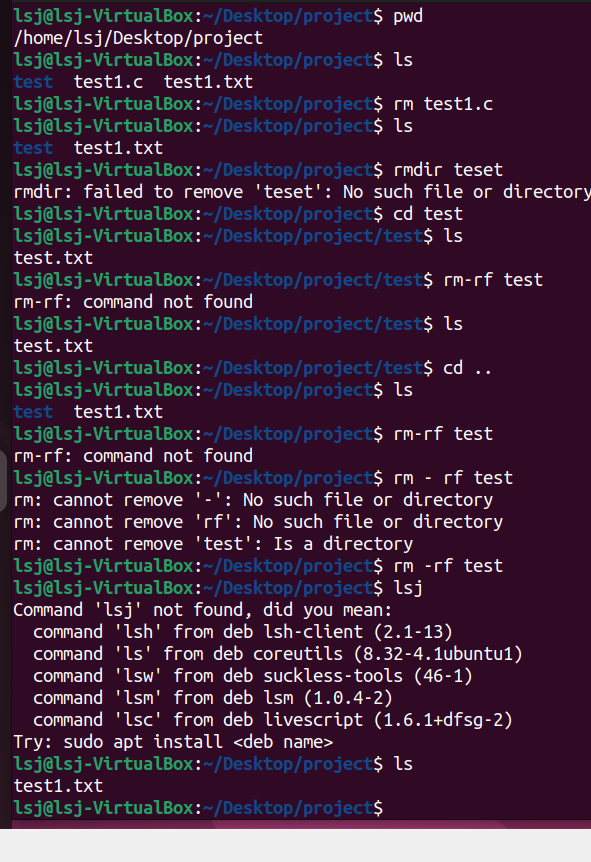 lsj@lsj-VirtualBox:~/Desktop/project$ pwd
/home/lsj/Desktop/project
lsj@lsj-VirtualBox:~/Desktop/project$ ls
test  test1.c  test1.txt
lsj@lsj-VirtualBox:~/Desktop/project$ rm test1.c
lsj@lsj-VirtualBox:~/Desktop/project$ ls
test  test1.txt
lsj@lsj-VirtualBox:~/Desktop/project$ rmdir teset
rmdir: failed to remove 'teset': No such file or directory
lsj@lsj-VirtualBox:~/Desktop/project$ cd test
lsj@lsj-VirtualBox:~/Desktop/project/test$ ls
test.txt
lsj@lsj-VirtualBox:~/Desktop/project/test$ rm-rf test
rm-rf: command not found
lsj@lsj-VirtualBox:~/Desktop/project/test$ ls
test.txt
lsj@lsj-VirtualBox:~/Desktop/project/test$ cd ..
lsj@lsj-VirtualBox:~/Desktop/project$ ls
test  test1.txt
lsj@lsj-VirtualBox:~/Desktop/project$ rm-rf test
rm-rf: command not found
lsj@lsj-VirtualBox:~/Desktop/project$ rm - rf test
rm: cannot remove '-': No such file or directory
rm: cannot remove 'rf': No such file or directory
rm: cannot remove 'test': Is a directory
lsj@lsj-VirtualBox:~/Desktop/project$ rm -rf test
lsj@lsj-VirtualBox:~/Desktop/project$ lsj
Command 'lsj' not found, did you mean:
  command 'lsh' from deb lsh-client (2.1-13)
  command 'ls' from deb coreutils (8.32-4.1ubuntu1)
  command 'lsw' from deb suckless-tools (46-1)
  command 'lsm' from deb lsm (1.0.4-2)
  command 'lsc' from deb livescript (1.6.1+dfsg-2)
Try: sudo apt install <deb name>
lsj@lsj-VirtualBox:~/Desktop/project$ ls
test1.txt
lsj@lsj-VirtualBox:~/Desktop/project$